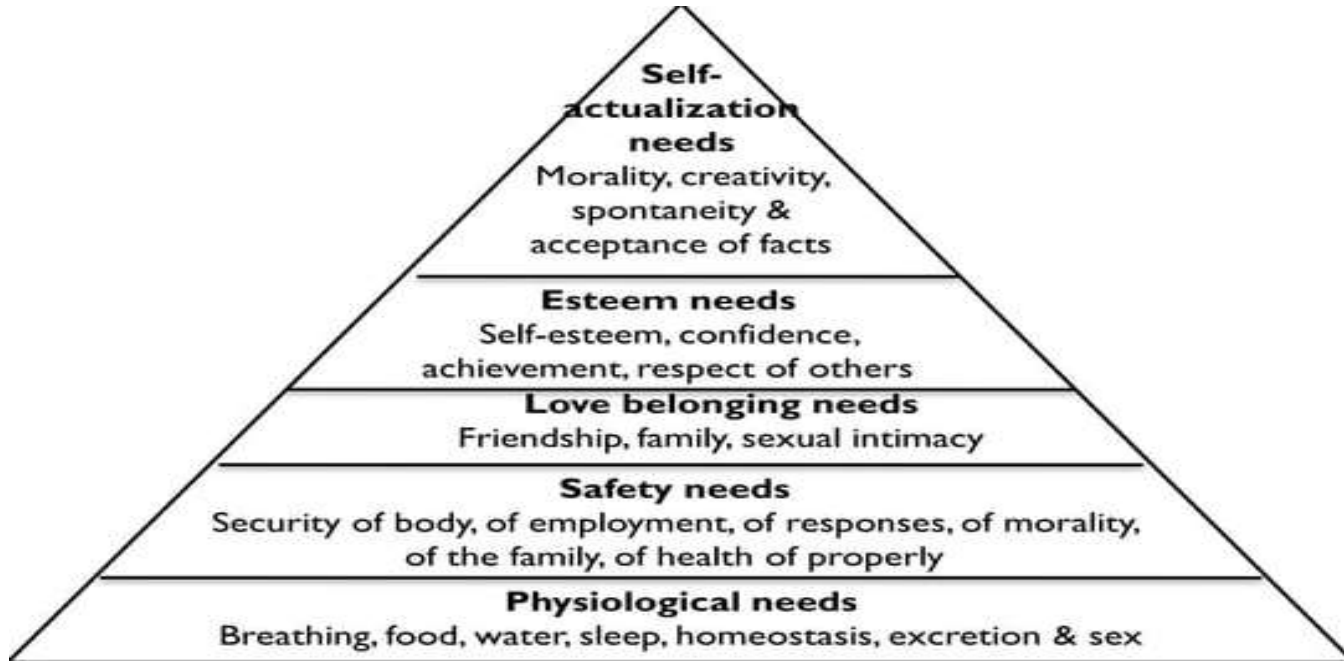 Self-
actualization
needs
Morality, creativity,
spontaneity &
acceptance of facts
Esteem needs
Self-esteem, confidence,
achievement, respect of others
Love belonging needs
Friendship, family, sexual intimacy
Safety needs
Security of body, of employment, of responses, of morality,
of the family, of health of properly
Physiological needs
Breathing, food, water, sleep, homeostasis, excretion & sex